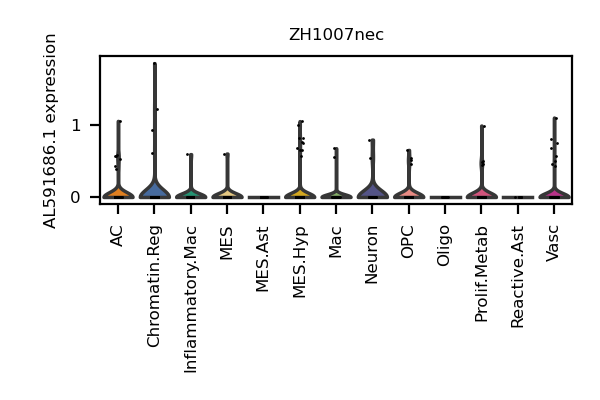 ZH1007nec
AL591686.1 expression
1
0
AC
Chromatin.Reg
Inflammatory.Mac
MES
MES.Ast
MES.Hyp
Mac
Neuron
OPC
Oligo
Prolif.Metab
Reactive.Ast
Vasc